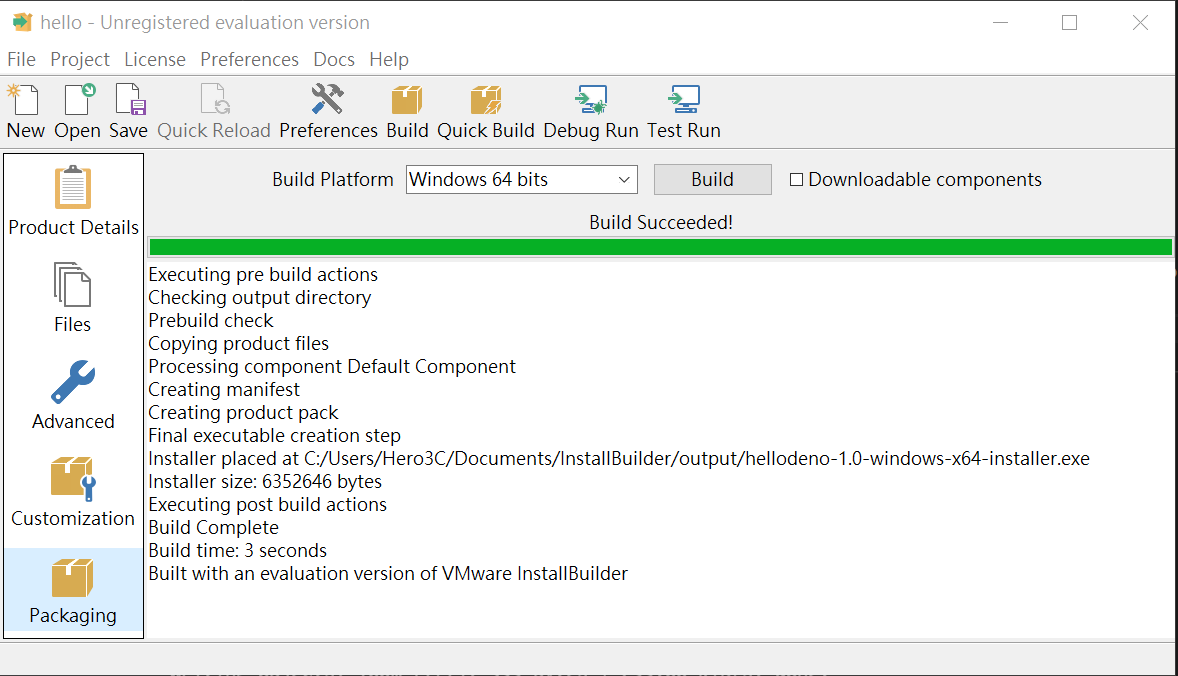 hello - Unregistered evaluation version
File Project License Preferences Docs Help
New Open Save Quick Reload Preferences Build Quick Build Debug Run Test Run
Build Platform Windows 64 bits Build Downloadable components
Build Succeeded!
Product Details
Files
Advanced
Customization
Packaging
Executing pre build actions
Checking output directory
Prebuild check
Copying product files
Processing component Default Component
Creating manifest
Creating product pack
Final executable creation step
Installer placed at C:/Users/Hero3C/Documents/InstallBuilder/output/hellodeno-1.0-windows-x64-installer.exe
Installer size: 6352646 bytes
Executing post build actions
Build Complete
Build time: 3 seconds
Built with an evaluation version of VMware InstallBuilder